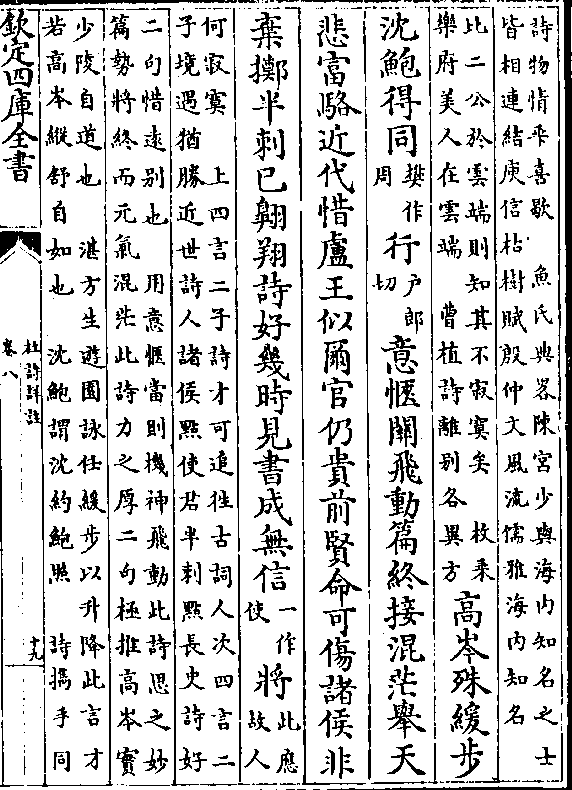 詩物情乖喜歇　魚氏典畧陳宮少與海内知名之士
皆相連結庾信枯樹賦殷仲文風流儒雅海内知名
比二公於雲端則知其不寂寞矣　枚乘
樂府美人在雲端　曹植詩離别各異方
高岑殊緩步
沈鮑得同樊作周行户郎切意愜關飛動篇終接混茫舉天
悲富駱近代惜盧王似爾官仍貴前賢命可傷諸侯非
棄擲半刺已翱翔詩好幾時見書成無信一作使將此應故人
何寂寞　上四言二子詩才可追徃古詞人次四言二
子境遇猶勝近世詩人諸侯點使君半刺點長史詩好
二句惜遠别也　用意愜當則機神飛動此詩思之妙
篇勢將終而元氣混茫此詩力之厚二句極推高岑實
少陵自道也　湛方生遊園詠任緩步以升降此言才
若高岑縱舒自如也　沈鮑謂沈約鮑照　詩携手同
欽定四庫全書
杜詩詳註
卷八
十九